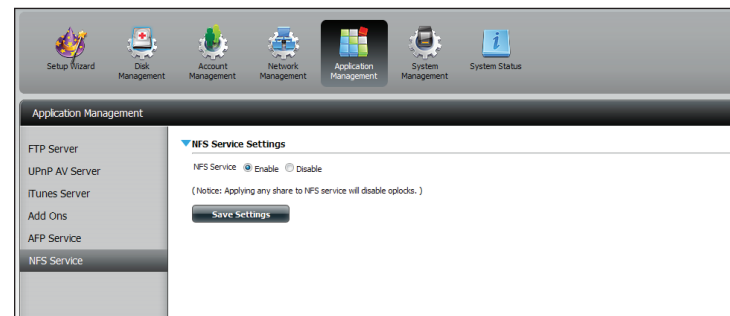 Setup Wizard
Disk
Management
Account
Management
Network
Management
Application
Management
System
Management
System Status
Application Management
FTP Server
UPnP AV Server
iTunes Server
Add Ons
AFP Service
NFS Service
NFS Service Settings
NFS Service Enable Disable
( Notice: Applying any share to NFS service will disable oplocks. )
Save Settings